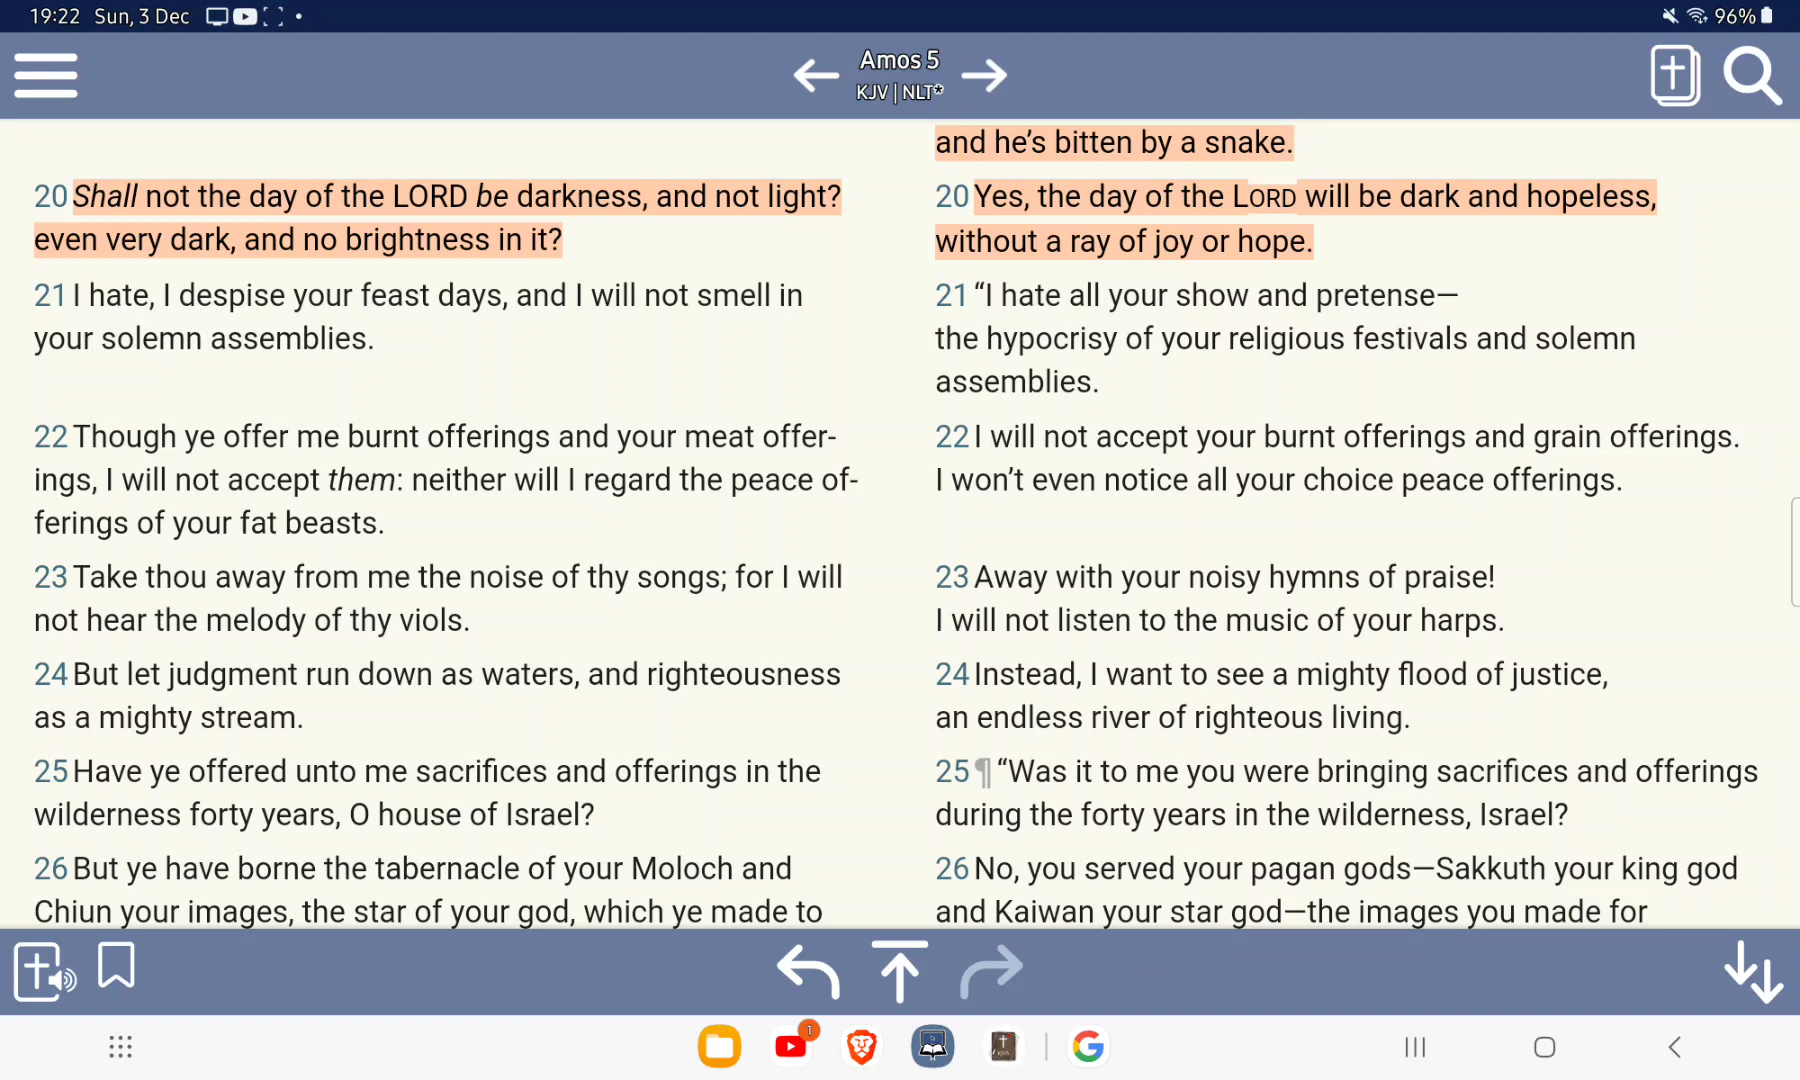 19:22 Sun, 3 Dec
96%
Amos 5
KJV | NLT*
20 Shall not the day of the LORD be darkness, and not light?
even very dark, and no brightness in it?
21 I hate, I despise your feast days, and I will not smell in
your solemn assemblies.
22 Though ye offer me burnt offerings and your meat offer-
ings, I will not accept them: neither will I regard the peace of-
ferings of your fat beasts.
23 Take thou away from me the noise of thy songs; for I will
not hear the melody of thy viols.
24 But let judgment run down as waters, and righteousness
as a mighty stream.
25 Have ye offered unto me sacrifices and offerings in the
wilderness forty years, O house of Israel?
26 But ye have borne the tabernacle of your Moloch and
Chiun your images, the star of your god, which ye made to
and he’s bitten by a snake.
20 Yes, the day of the LORD will be dark and hopeless,
without a ray of joy or hope.
21 “I hate all your show and pretense—
the hypocrisy of your religious festivals and solemn
assemblies.
22 I will not accept your burnt offerings and grain offerings.
I won’t even notice all your choice peace offerings.
23 Away with your noisy hymns of praise!
I will not listen to the music of your harps.
24 Instead, I want to see a mighty flood of justice,
an endless river of righteous living.
25 ¶ “Was it to me you were bringing sacrifices and offerings
during the forty years in the wilderness, Israel?
26 No, you served your pagan gods—Sakkuth your king god
and Kaiwan your star god—the images you made for
1